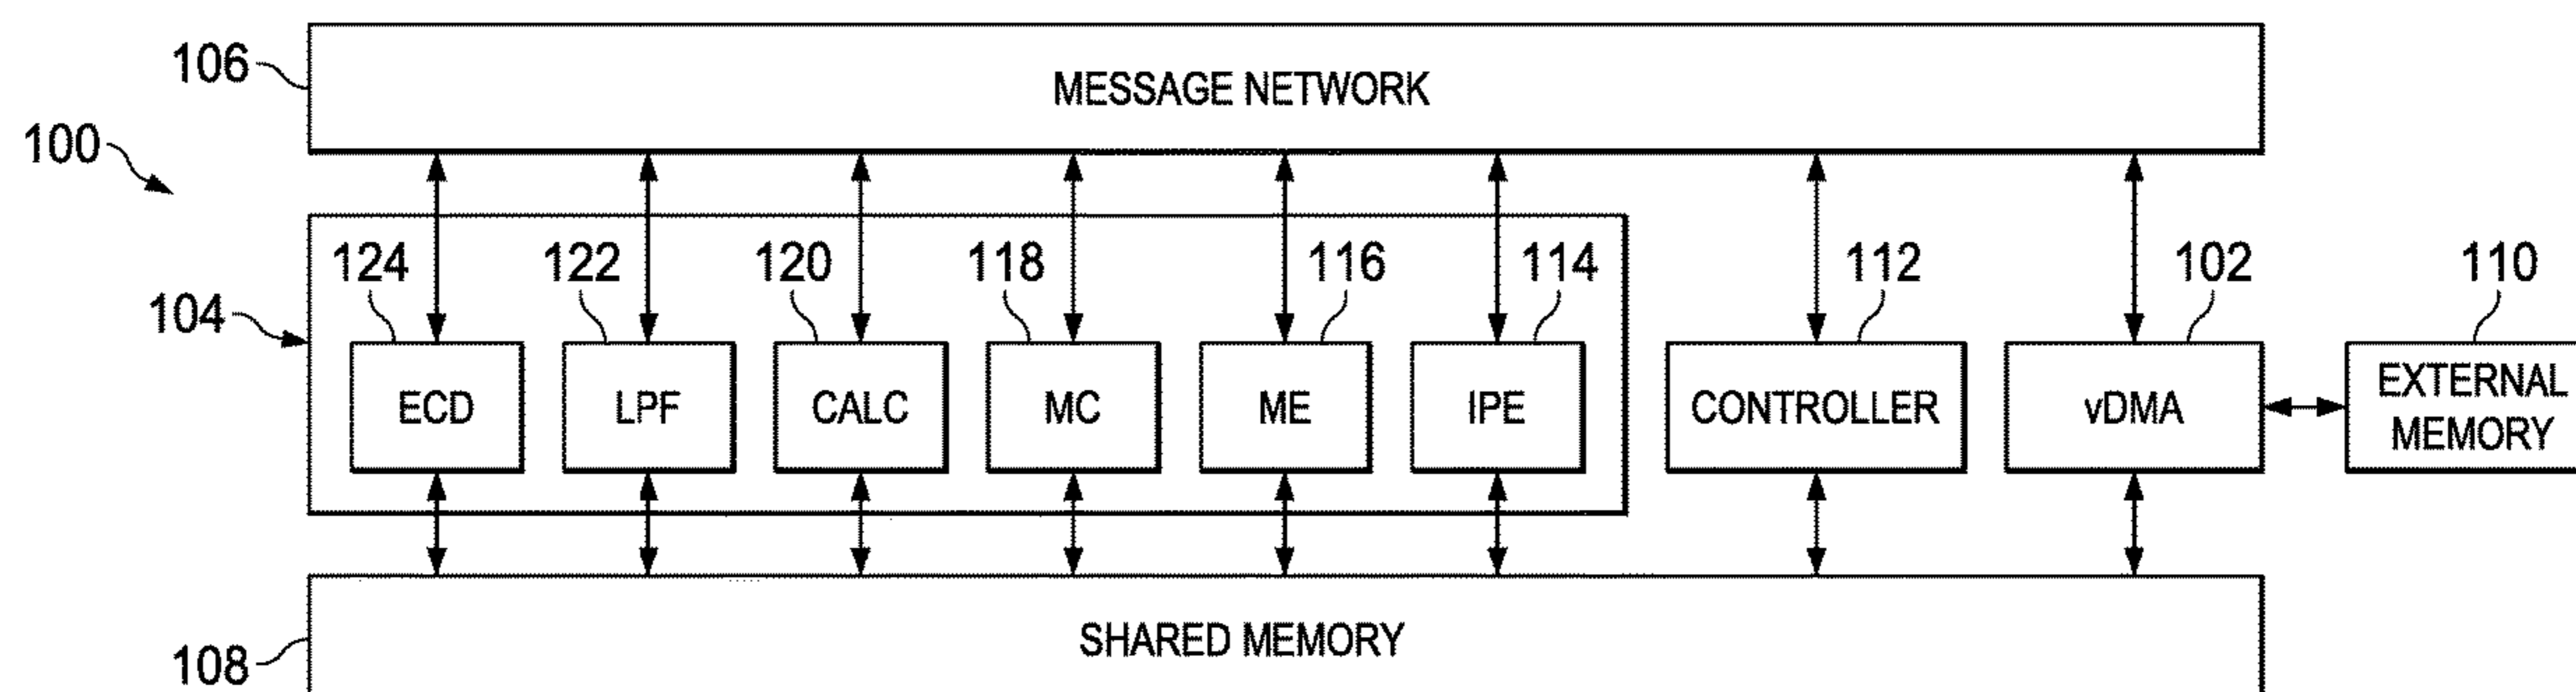 106
MESSAGE NETWORK
100
124
122
120
118
116
114
112
102
110
104
ECD
LPF
CALC
MC
ME
IPE
CONTROLLER
vDMA
EXTERNAL
MEMORY
SHARED MEMORY
108